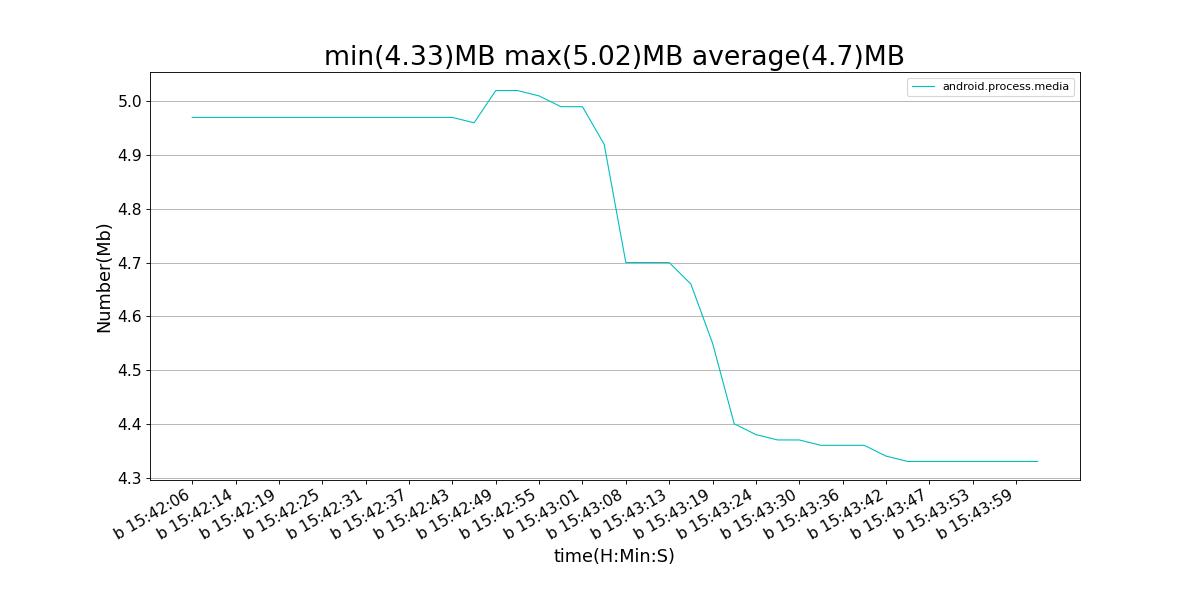 min(4.33)MB max(5.02)MB average(4.7)MB
android.process.media
5.0
4.9
4.8
4.7
4.6
4.5
4.4
4.3
Number(Mb)
b 15:42:06
b 15:42:14
b 15:42:19
b 15:42:25
b 15:42:31
b 15:42:37
b 15:42:43
b 15:42:49
b 15:42:55
b 15:43:01
b 15:43:08
b 15:43:13
b 15:43:19
b 15:43:24
b 15:43:30
b 15:43:36
b 15:43:42
b 15:43:47
b 15:43:53
b 15:43:59
time(H:Min:S)